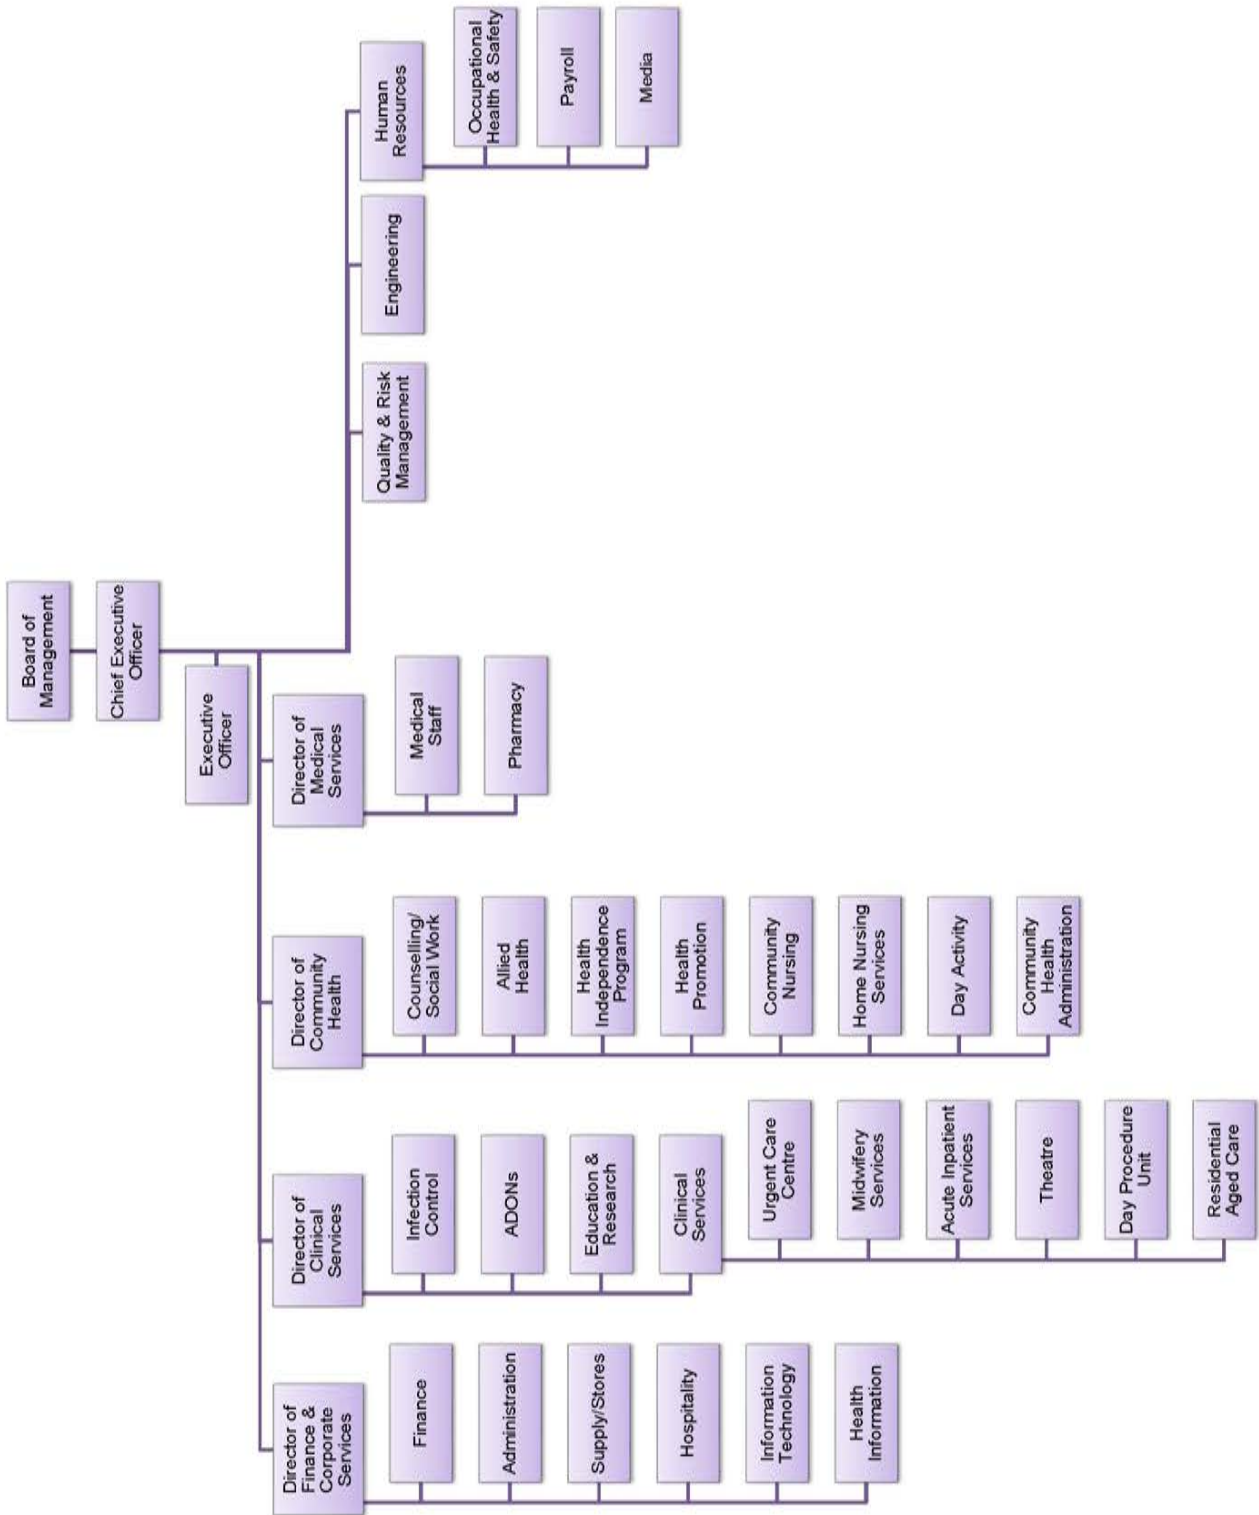 Board of
Management
Chief Executive
Officer
Executive
Officer
Director of
Finance &
Corporate
Services
Finance
Administration
Supply/Stores
Hospitality
Information
Technology
Health
Information
Director of
Clinical
Services
Infection
Control
ADONs
Education &
Research
Clinical
Services
Urgent Care
Centre
Midwifery
Services
Acute Inpatient
Services
Theatre
Day Procedure
Unit
Residential
Aged Care
Director of
Community
Health
Counselling/
Social Work
Allied
Health
Health
Independence
Program
Health
Promotion
Community
Nursing
Home Nursing
Services
Day Activity
Community
Health
Administration
Director of
Medical
Services
Medical
Staff
Pharmacy
Quality & Risk
Management
Engineering
Human
Resources
Occupational
Health & Safety
Payroll
Media